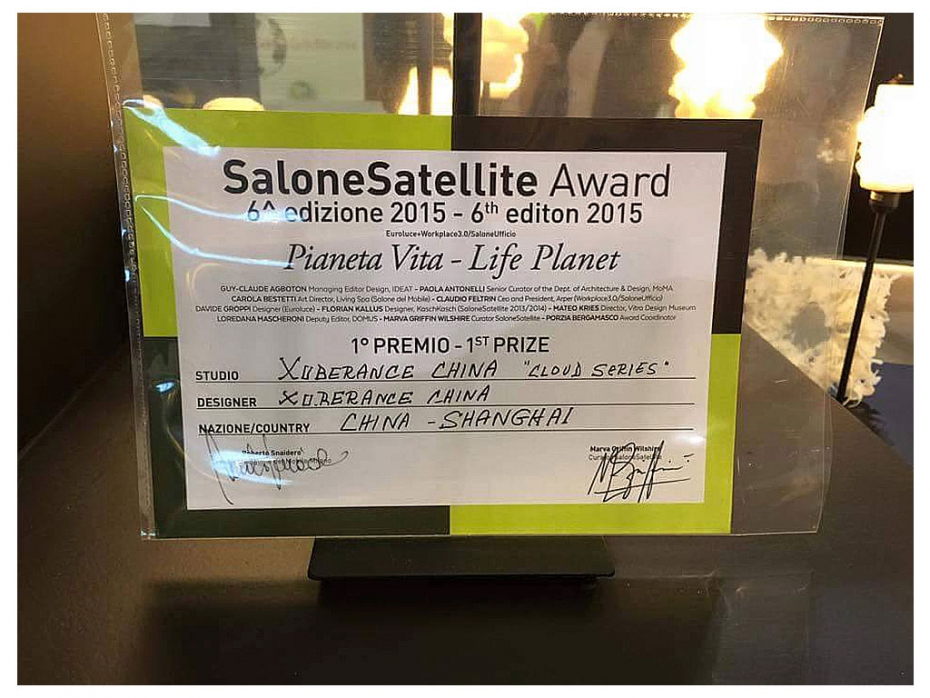 SaloneSatellite Award
6^ edizione 2015 - 6th editon 2015
Euroluce+Workplace3.0/SaloneUfficio
Pianeta Vita - Life Planet
GUY-CLAUDE AGBOTON Managing Editor Design, IDEAT - PAOLA ANTONELLI Senior Curator of the Dept. of Architecture & Design, MoMA
CAROLA BESTETTI Art Director, Living Spa (Salone del Mobile) - CLAUDIO FELTRIN Ceo and President, Arper (Workplace3.0/SaloneUfficio)
DAVIDE GROPPI Designer (Euroluce) - FLORIAN KALLUS Designer, KaschKasch (SaloneSatellite 2013/2014) - MATEO KRIES Director, Vitra Design Museum
LOREDANA MASCHERONI Deputy Editor, DOMUS - MARVA GRIFFIN WILSHIRE Curator SaloneSatellite - PORZIA BERGAMASCO Award Coordinator
1° PREMIO - 1ST PRIZE
STUDIO XUBERANCE CHINA "CLOUD SERIES"
DESIGNER XUBERANCE CHINA
NAZIONE/COUNTRY CHINA - SHANGHAI
Roberto Snaidero
Marva Griffin Wilshire
Curator SaloneSatellite